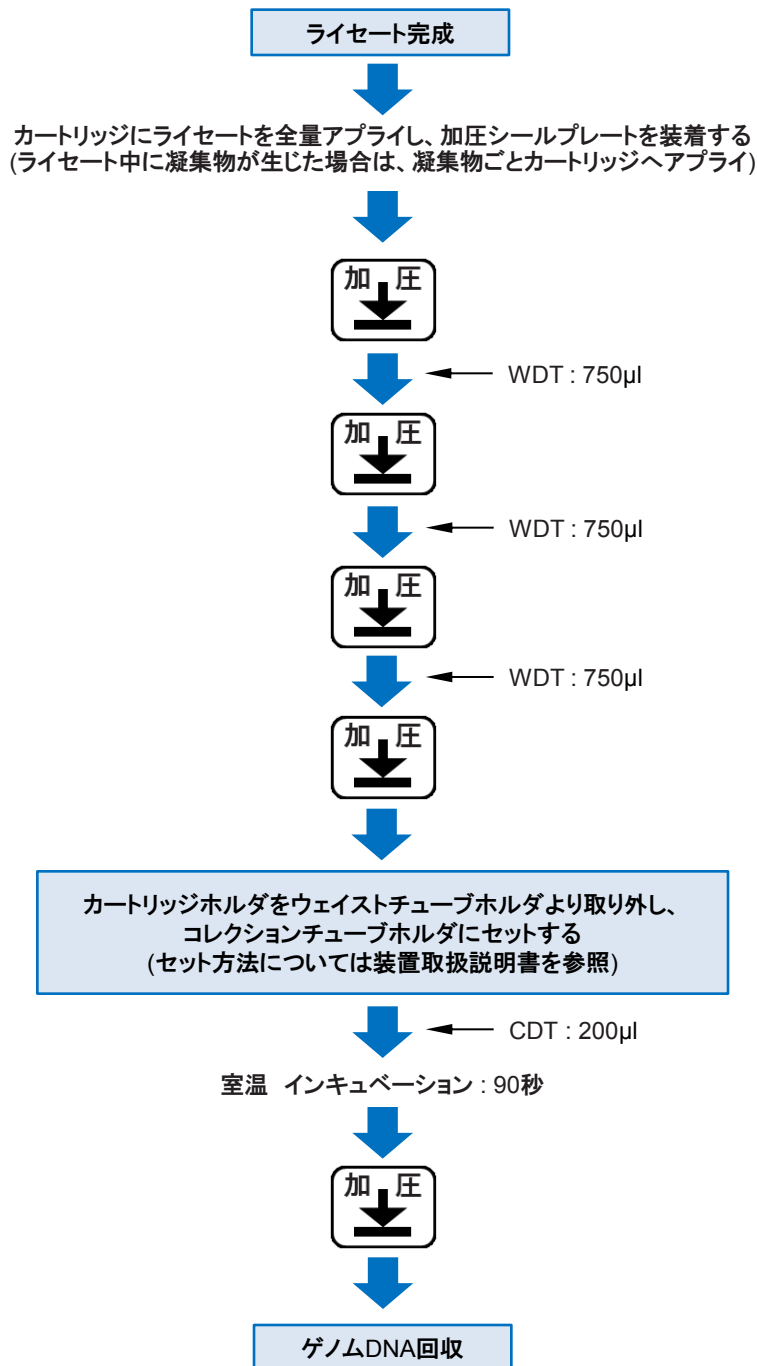 ライセート完成
カートリッジにライセートを全量アプライし、加圧シールプレートを装着する
(ライセート中に凝集物が生じた場合は、凝集物ごとカートリッジへアプライ)
加 圧
WDT : 750µl
加 圧
WDT : 750µl
加 圧
WDT : 750µl
加 圧
カートリッジホルダをウェイストチューブホルダより取り外し、
コレクションチューブホルダにセットする
(セット方法については装置取扱説明書を参照)
CDT : 200µl
室温 インキュベーション : 90秒
加 圧
ゲノムDNA回収